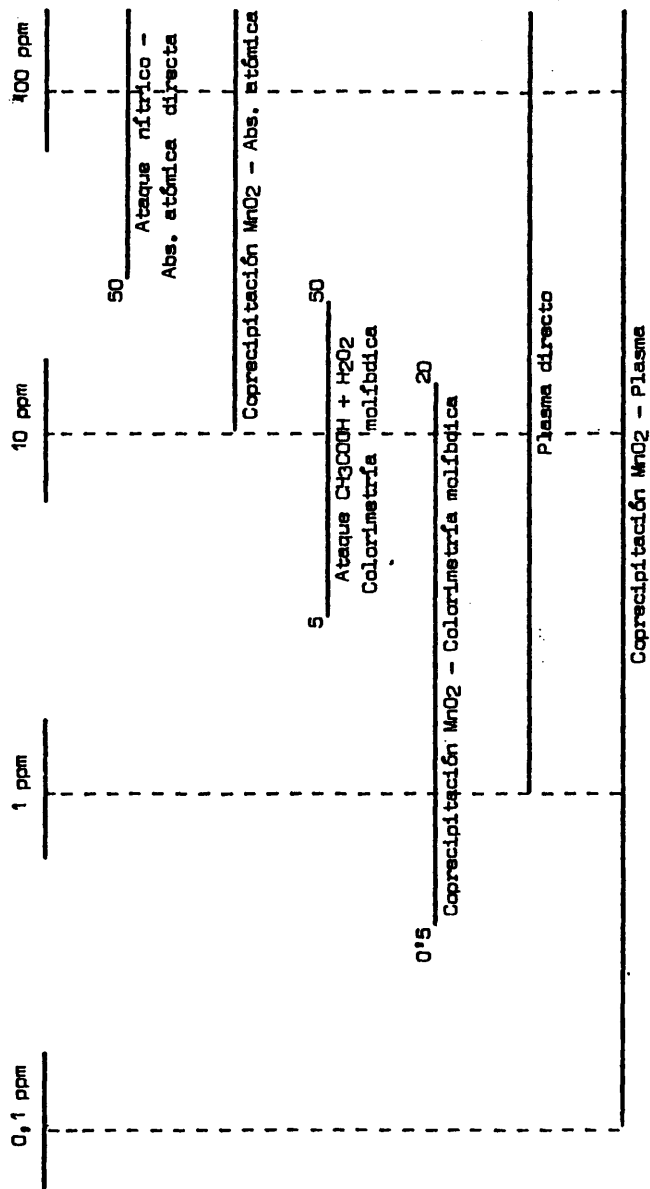 0,1 ppm
1 ppm
10 ppm
100 ppm
50
Ataque nítrico -
Abs. atómica directa
Coprecipitación MnO2 - Abs. atómica
5
50
Ataque CH3COOH + H2O2
Colorimetría molíbdica
0'5
20
Coprecipitación MnO2 - Colorimetría molíbdica
Plasma directo
Coprecipitación MnO2 - Plasma